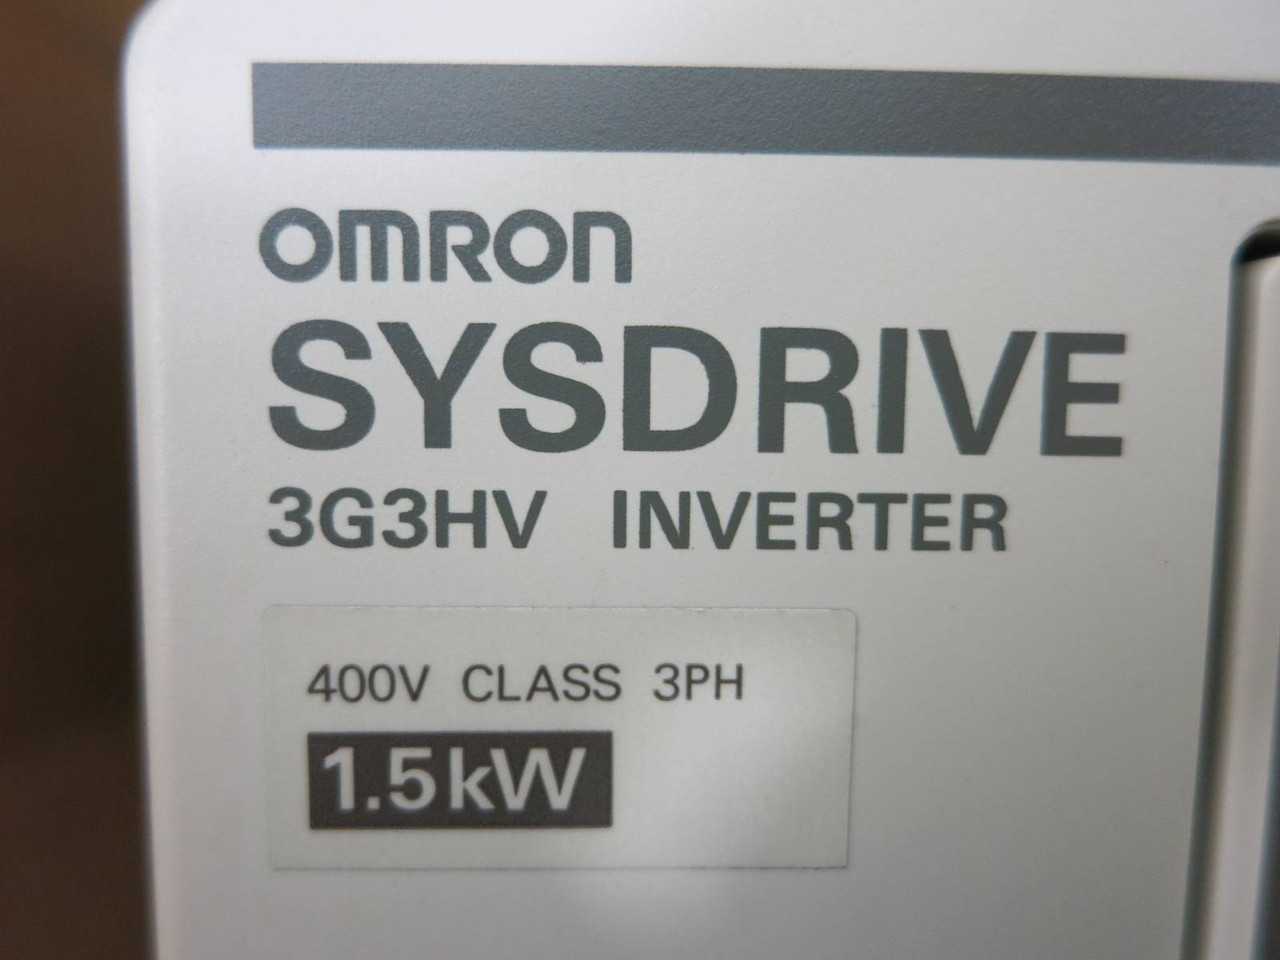 OMRON
SYSDRIVE
3G3HV INVERTER
400V CLASS 3PH
1.5kW